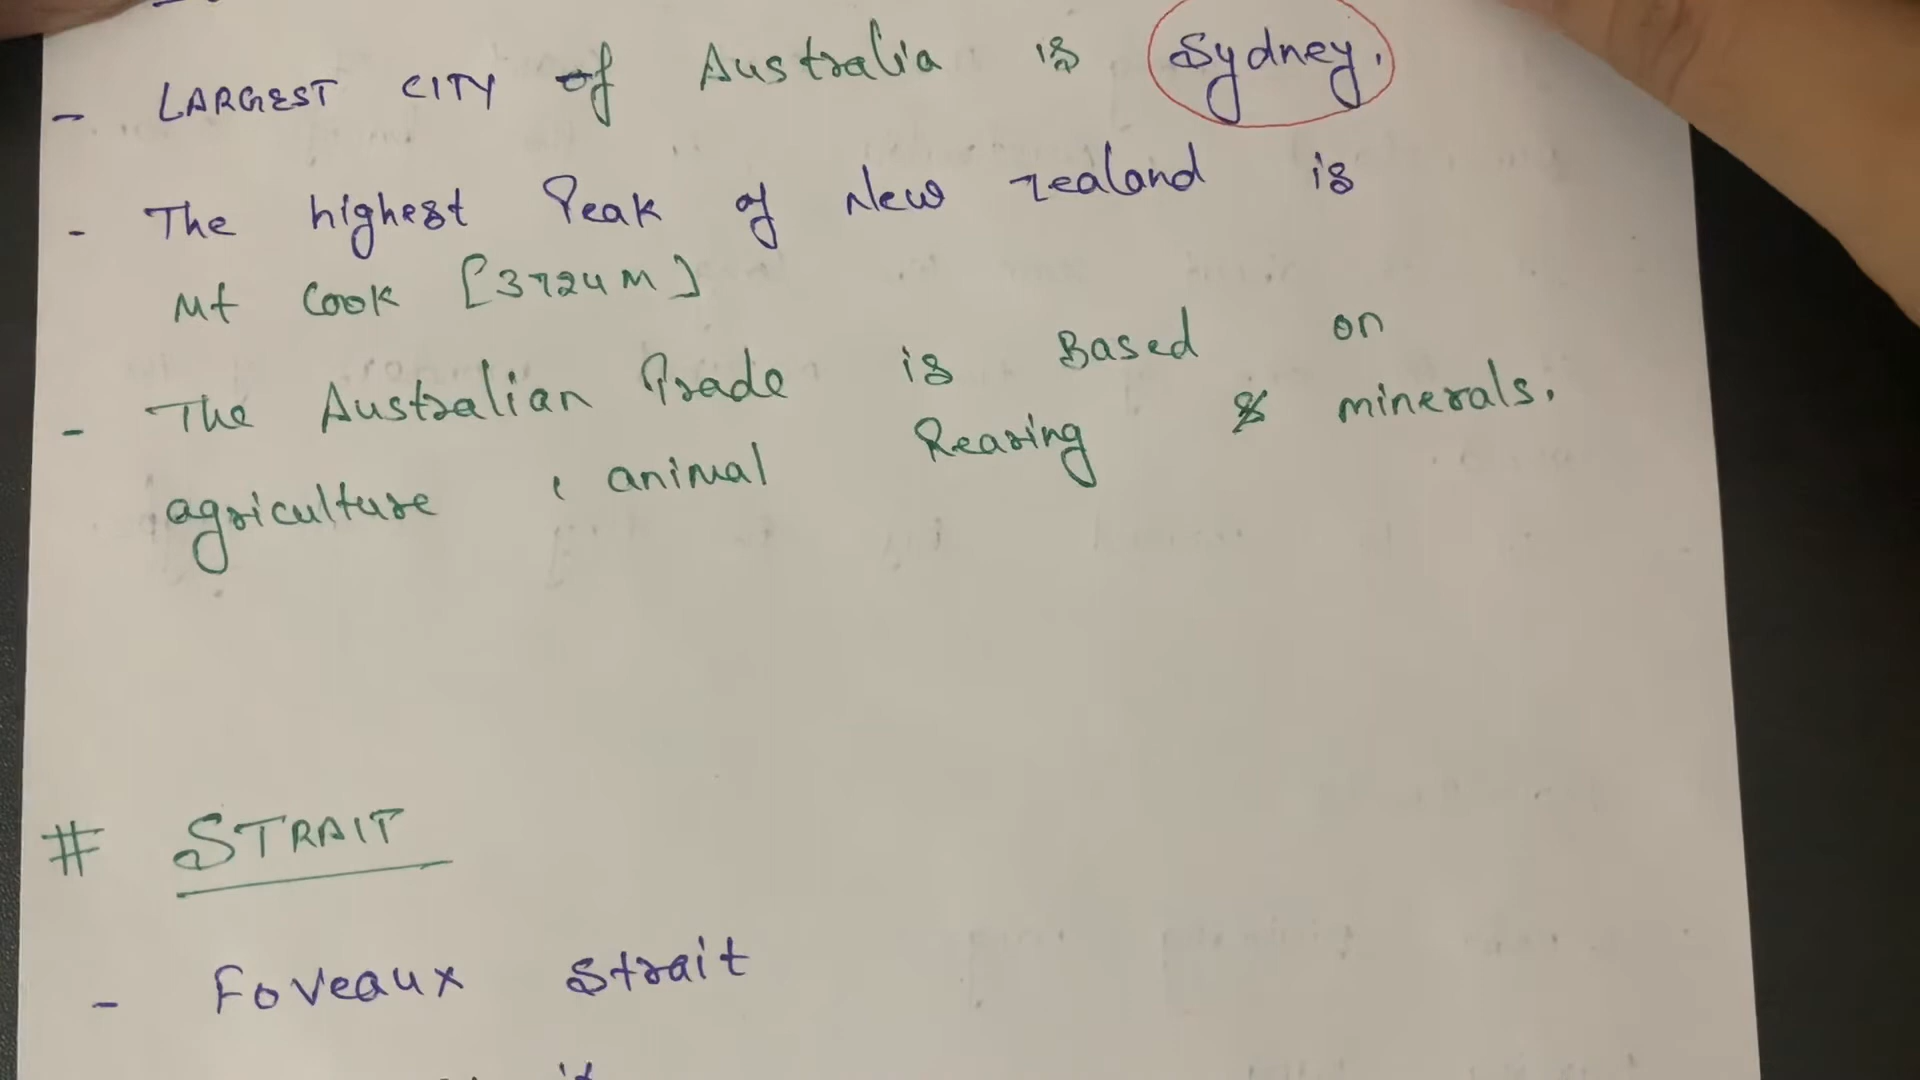 - LARGEST CITY of Australia is Sydney.
- The highest Peak of New zealand is
Mt Cook [3724M]
- The Australian Trade is Based on
agriculture, animal Rearing & minerals.
# STRAIT
- Foveaux Strait